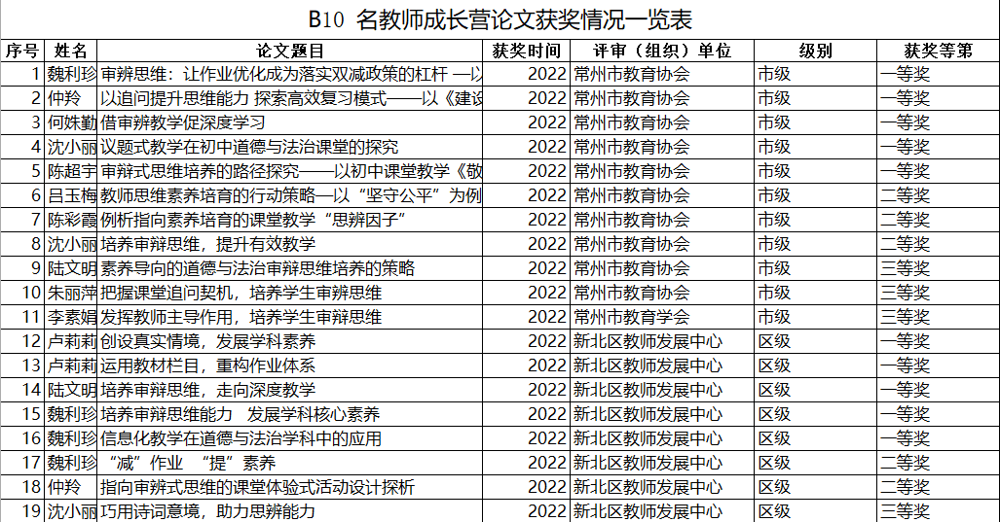 B10 名教师成长营论文获奖情况一览表
序号 姓名 论文题目 获奖时间 评审（组织）单位 级别 获奖等第
1 魏利珍 审辨思维：让作业优化成为落实双减政策的杠杆 —以 2022 常州市教育协会 市级 一等奖
2 仲羚 以追问提升思维能力 探索高效复习模式——以《建设 2022 常州市教育协会 市级 一等奖
3 何姝勤 借审辨教学促深度学习 2022 常州市教育协会 市级 一等奖
4 沈小丽 议题式教学在初中道德与法治课堂的探究 2022 常州市教育协会 市级 一等奖
5 陈超宇 审辩式思维培养的路径探究——以初中课堂教学《敬 2022 常州市教育协会 市级 一等奖
6 吕玉梅 教师思维素养培育的行动策略—以“坚守公平”为例 2022 常州市教育协会 市级 二等奖
7 陈彩霞 例析指向素养培育的课堂教学“思辨因子” 2022 常州市教育协会 市级 二等奖
8 沈小丽 培养审辩思维，提升有效教学 2022 常州市教育协会 市级 二等奖
9 陆文明 素养导向的道德与法治审辩思维培养的策略 2022 常州市教育协会 市级 三等奖
10 朱丽萍 把握课堂追问契机，培养学生审辨思维 2022 常州市教育协会 市级 三等奖
11 李素娟 发挥教师主导作用，培养学生审辩思维 2022 常州市教育学会 市级 三等奖
12 卢莉莉 创设真实情境，发展学科素养 2022 新北区教师发展中心 区级 一等奖
13 卢莉莉 运用教材栏目，重构作业体系 2022 新北区教师发展中心 区级 一等奖
14 陆文明 培养审辩思维，走向深度教学 2022 新北区教师发展中心 区级 一等奖
15 魏利珍 培养审辩思维能力 发展学科核心素养 2022 新北区教师发展中心 区级 一等奖
16 魏利珍 信息化教学在道德与法治学科中的应用 2022 新北区教师发展中心 区级 一等奖
17 魏利珍 “减”作业 “提”素养 2022 新北区教师发展中心 区级 二等奖
18 仲羚 指向审辨式思维的课堂体验式活动设计探析 2022 新北区教师发展中心 区级 二等奖
19 沈小丽 巧用诗词意境，助力思辨能力 2022 新北区教师发展中心 区级 三等奖